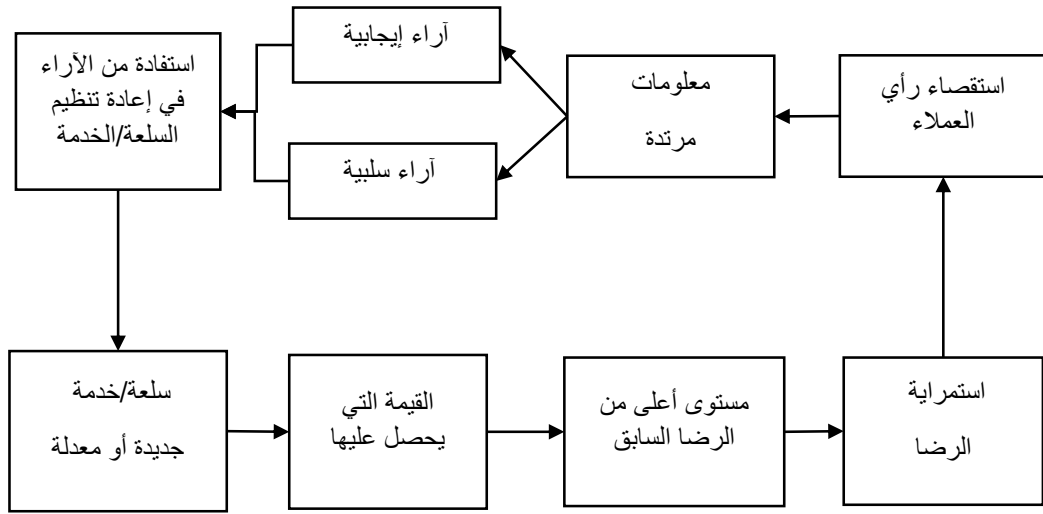 استقصاء رأي
العملاء
معلومات
مرتدة
آراء إيجابية
آراء سلبية
استفادة من الآراء
في إعادة تنظيم
السلعة/الخدمة
سلعة/خدمة
جديدة أو معدلة
القيمة التي
يحصل عليها
مستوى أعلى من
الرضا السابق
استمراية
الرضا